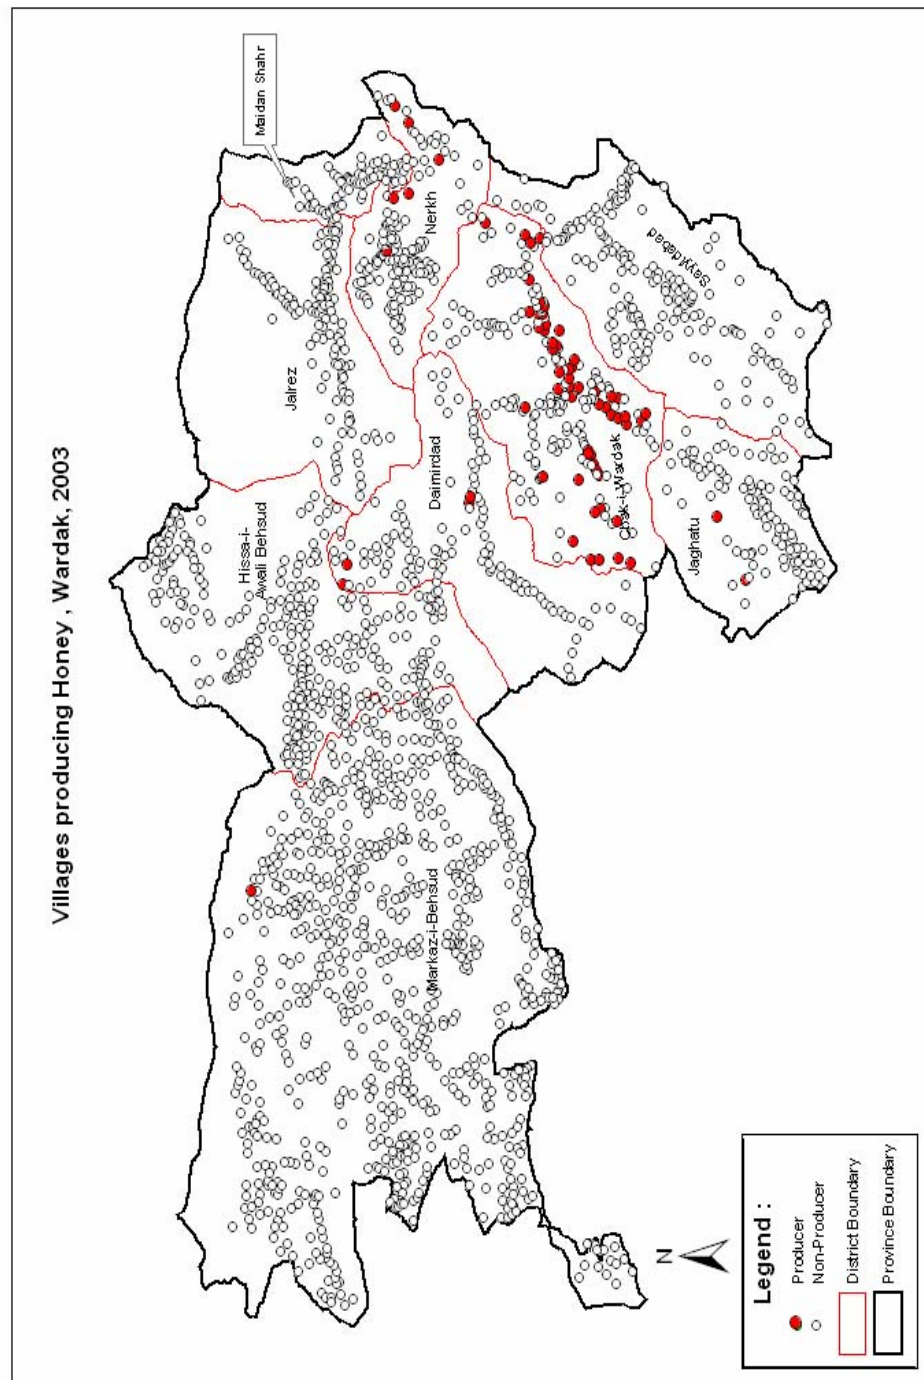 Villages producing Honey , Wardak, 2003
Maidan Shahr
Jalrez
Nerkh
Hissa-i-
Awali Behsud
Daimirdad
Sayyidabad
Chak-i-Wardak
Jaghatu
Markaz-i-Behsud
N
Legend :
Producer
Non-Producer
District Boundary
Province Boundary